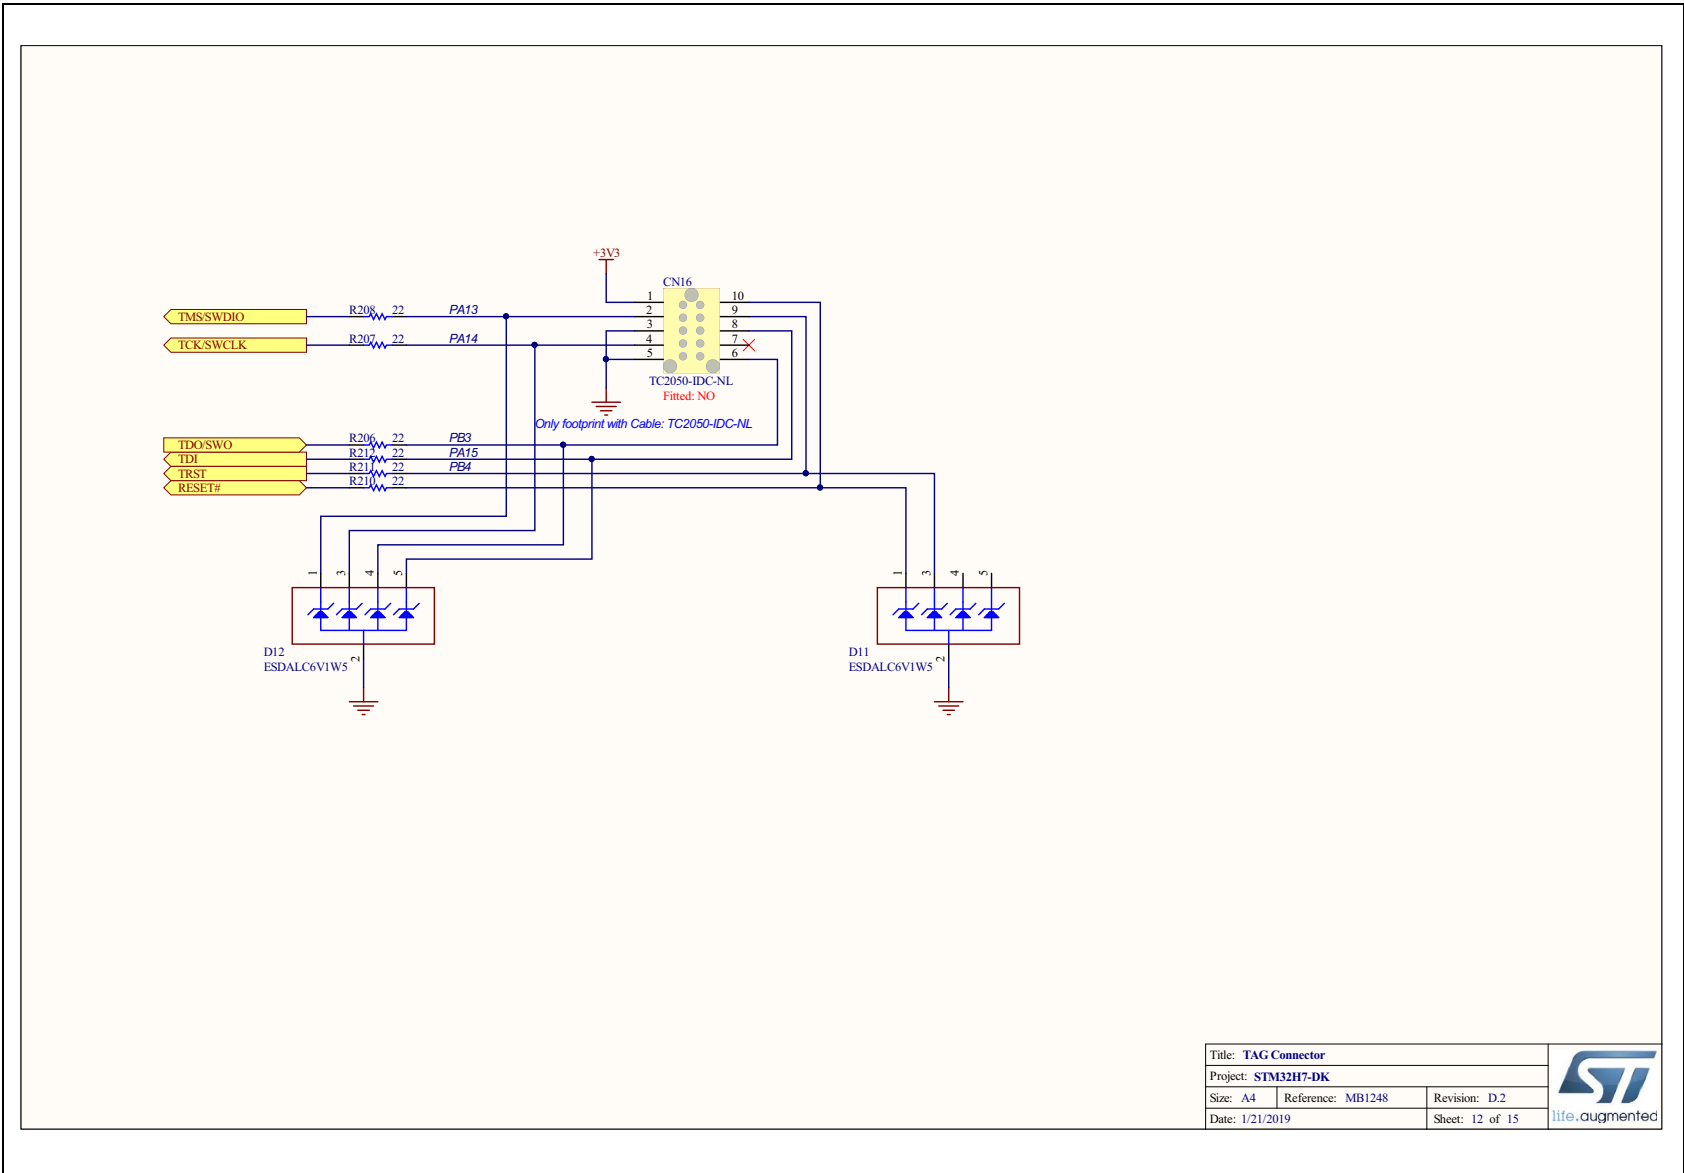 +3V3
CN16
1 10
TMS/SWDIO R208 22 PA13 2 9
3 8
TCK/SWCLK R207 22 PA14 4 7
5 6
TC2050-IDC-NL
Fitted: NO
Only footprint with Cable: TC2050-IDC-NL
TDO/SWO R206 22 PB3
TDI R212 22 PA15
TRST R211 22 PB4
RESET# R210 22
1 3 4 5 1 3 4 5
D12 D11
ESDALC6V1W5 2 ESDALC6V1W5 2
Title: TAG Connector
Project: STM32H7-DK
Size: A4 Reference: MB1248 Revision: D.2
Date: 1/21/2019 Sheet: 12 of 15
ST
life.augmented